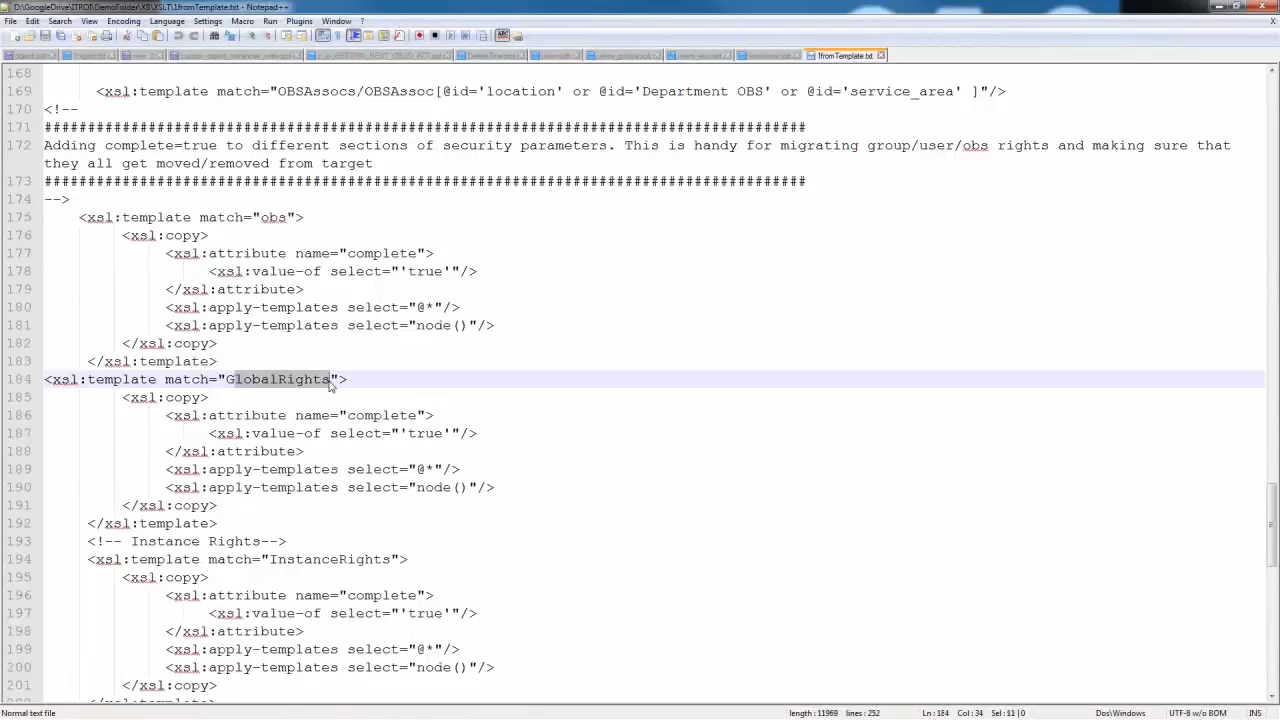 D:\GoogleDrive\ITROI\DemoFolder\XB\XSLT\1fromTemplate.txt - Notepad++
File Edit Search View Encoding Language Settings Macro Run Plugins Window ? X
1fromTemplate.txt
168
169 <xsl:template match="OBSAssocs/OBSAssoc[@id='location' or @id='Department OBS' or @id='service_area' ]"/>
170 <!--
171 ########################################################################################
172 Adding complete=true to different sections of security parameters. This is handy for migrating group/user/obs rights and making sure that
they all get moved/removed from target
173 ########################################################################################
174 -->
175 <xsl:template match="obs">
176 <xsl:copy>
177 <xsl:attribute name="complete">
178 <xsl:value-of select="'true'"/>
179 </xsl:attribute>
180 <xsl:apply-templates select="@*"/>
181 <xsl:apply-templates select="node()"/>
182 </xsl:copy>
183 </xsl:template>
184 <xsl:template match="GlobalRights">
185 <xsl:copy>
186 <xsl:attribute name="complete">
187 <xsl:value-of select="'true'"/>
188 </xsl:attribute>
189 <xsl:apply-templates select="@*"/>
190 <xsl:apply-templates select="node()"/>
191 </xsl:copy>
192 </xsl:template>
193 <!-- Instance Rights-->
194 <xsl:template match="InstanceRights">
195 <xsl:copy>
196 <xsl:attribute name="complete">
197 <xsl:value-of select="'true'"/>
198 </xsl:attribute>
199 <xsl:apply-templates select="@*"/>
200 <xsl:apply-templates select="node()"/>
201 </xsl:copy>
Normal text file length : 11969 lines : 252 Ln : 184 Col : 34 Sel : 11 | 0 Dos\Windows UTF-8 w/o BOM INS